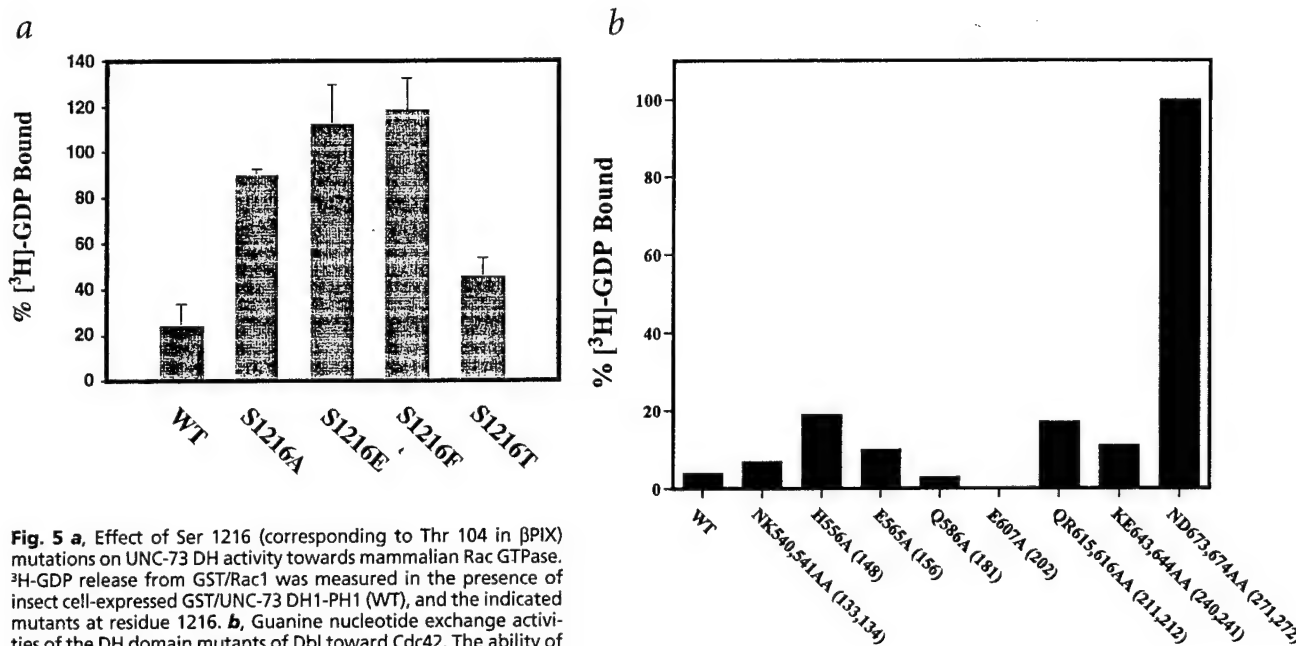 a
140
120
100
80
60
40
20
0
% [³H]-GDP Bound
WT
S1216A
S1216E
S1216F
S1216T
b
100
80
60
40
20
0
% [³H]-GDP Bound
WT
NK540,541AA (133,134)
H556A (148)
E565A (156)
Q586A (181)
E607A (202)
QR615,616AA (211,212)
KE643,644AA (240,241)
ND673,674AA (271,272)
Fig. 5 a, Effect of Ser 1216 (corresponding to Thr 104 in βPIX)
mutations on UNC-73 DH activity towards mammalian Rac GTPase.
³H-GDP release from GST/Rac1 was measured in the presence of
insect cell-expressed GST/UNC-73 DH1-PH1 (WT), and the indicated
mutants at residue 1216. b, Guanine nucleotide exchange activi-
ties of the DH domain mutants of Dbl toward Cdc42. The ability of